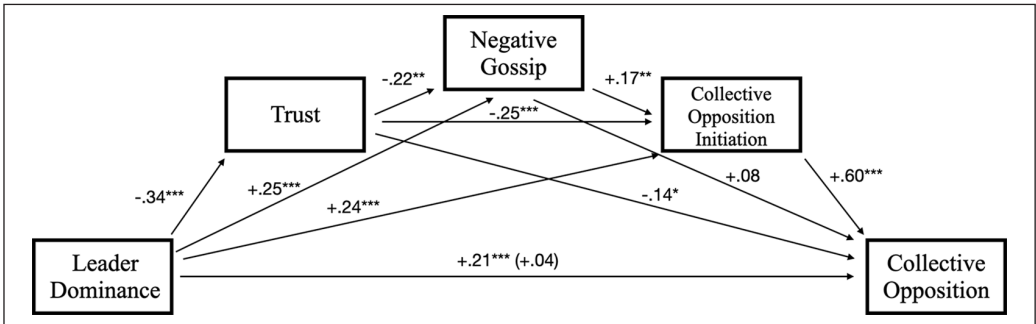 Negative
Gossip
-.22**
+.17**
Trust
-.25***
Collective
Opposition
Initiation
-.34***
+.25***
+.24***
-.14*
+.08
+.60***
Leader
Dominance
+.21*** (+.04)
Collective
Opposition